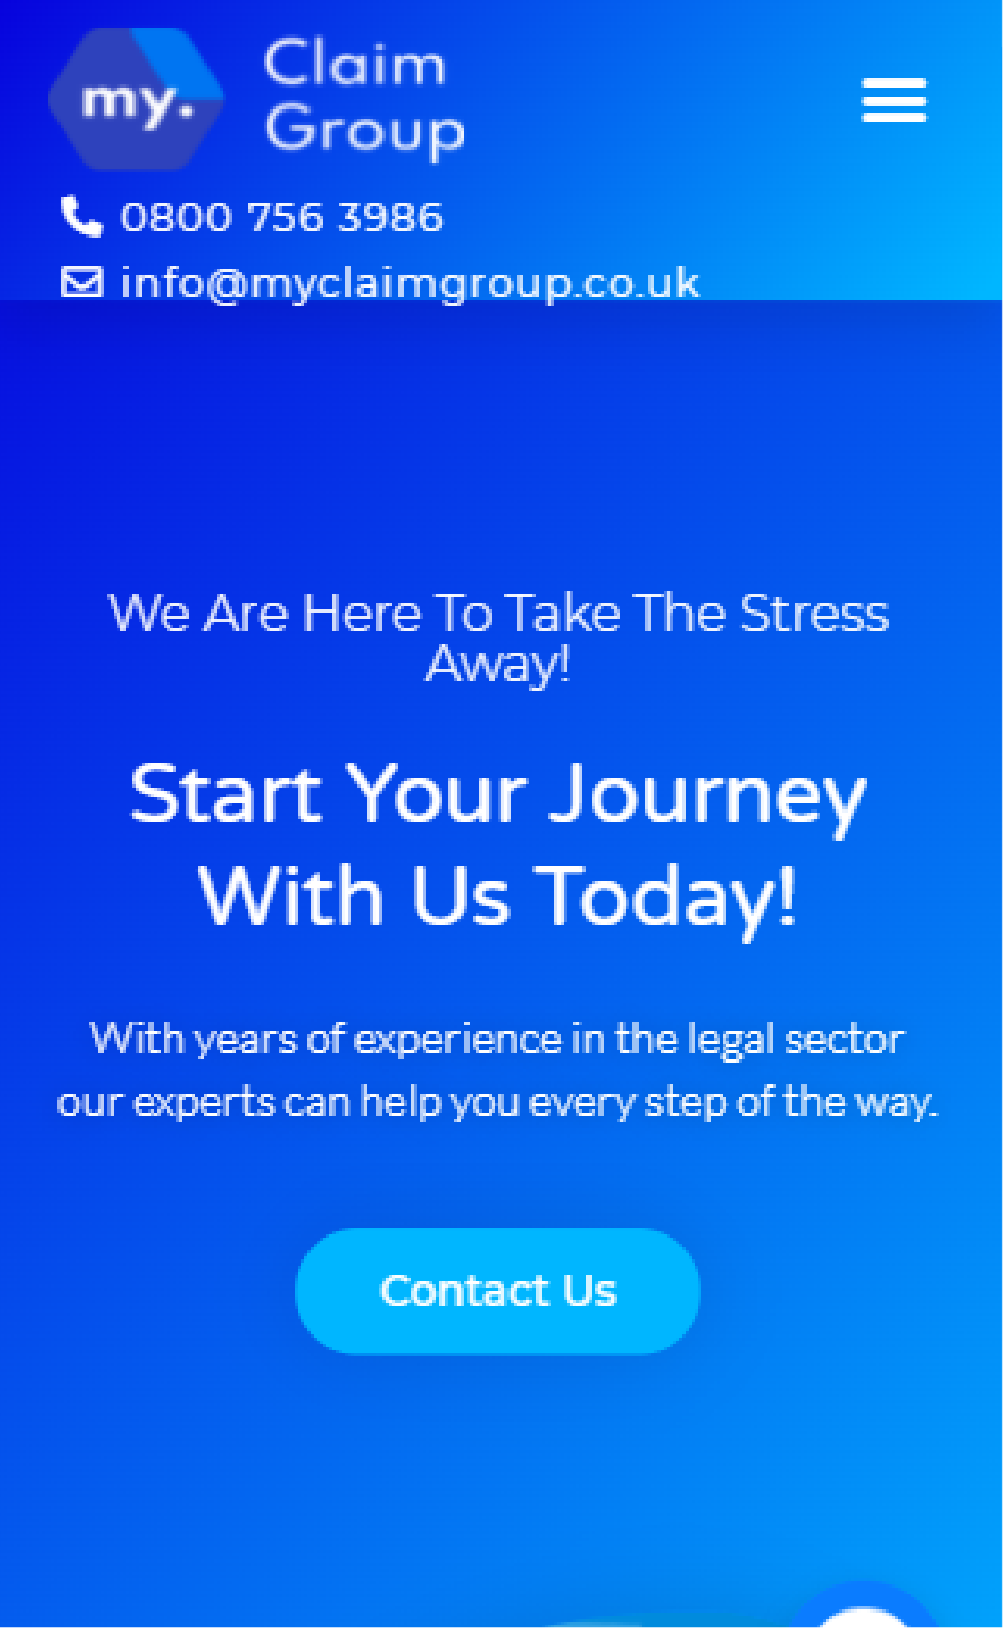 my.
Claim
Group
0800 756 3986
info@myclaimgroup.co.uk
We Are Here To Take The Stress
Away!
Start Your Journey
With Us Today!
With years of experience in the legal sector
our experts can help you every step of the way.
Contact Us